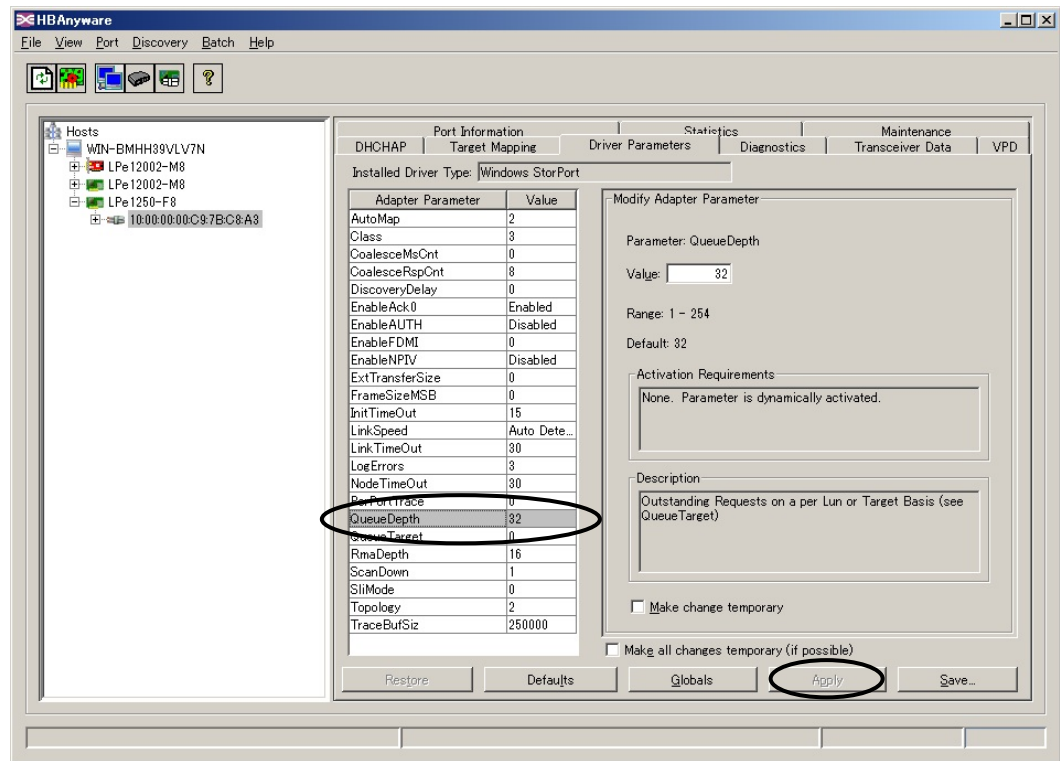 HBAnyware
File View Port Discovery Batch Help
Hosts
WIN-BMHH39VLV7N
LPe12002-M8
LPe12002-M8
LPe1250-F8
10:00:00:00:C9:7B:C8:A3
Port Information Statistics Maintenance
DHCHAP Target Mapping Driver Parameters Diagnostics Transceiver Data VPD
Installed Driver Type: Windows StorPort
Adapter Parameter Value
AutoMap 2
Class 3
CoalesceMsCnt 0
CoalesceRspCnt 8
DiscoveryDelay 0
EnableAck0 Enabled
EnableAUTH Disabled
EnableFDMI 0
EnableNPIV Disabled
ExtTransferSize 0
FrameSizeMSB 0
InitTimeOut 15
LinkSpeed Auto Dete...
LinkTimeOut 30
LogErrors 3
NodeTimeOut 30
PerPortTrace 0
QueueDepth 32
QueueTarget 0
RmaDepth 16
ScanDown 1
SliMode 0
Topology 2
TraceBufSiz 250000
Modify Adapter Parameter
Parameter: QueueDepth
Value: 32
Range: 1 - 254
Default: 32
Activation Requirements
None. Parameter is dynamically activated.
Description
Outstanding Requests on a per Lun or Target Basis (see
QueueTarget)
Make change temporary
Make all changes temporary (if possible)
Restore Defaults Globals Apply Save...